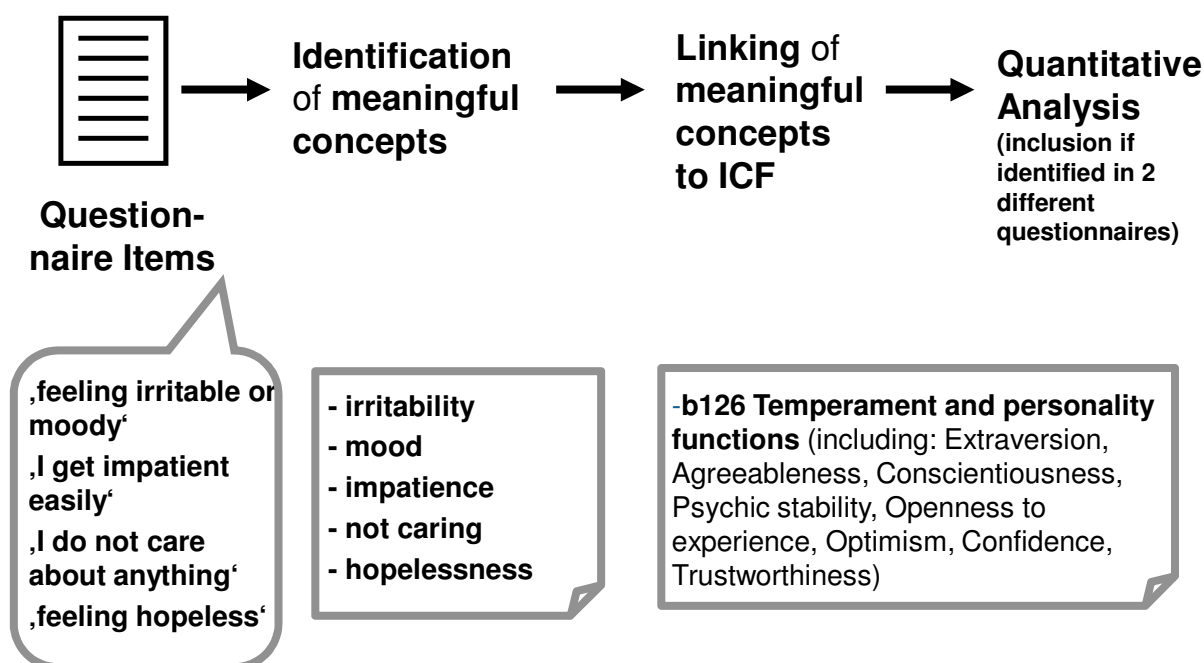 Identification
of meaningful
concepts
Linking of
meaningful
concepts
to ICF
Quantitative
Analysis
(inclusion if
identified in 2
different
questionnaires)
Question-
naire Items
‚feeling irritable or
moody‘
‚I get impatient
easily‘
‚I do not care
about anything‘
‚feeling hopeless‘
- irritability
- mood
- impatience
- not caring
- hopelessness
-b126 Temperament and personality
functions (including: Extraversion,
Agreeableness, Conscientiousness,
Psychic stability, Openness to
experience, Optimism, Confidence,
Trustworthiness)